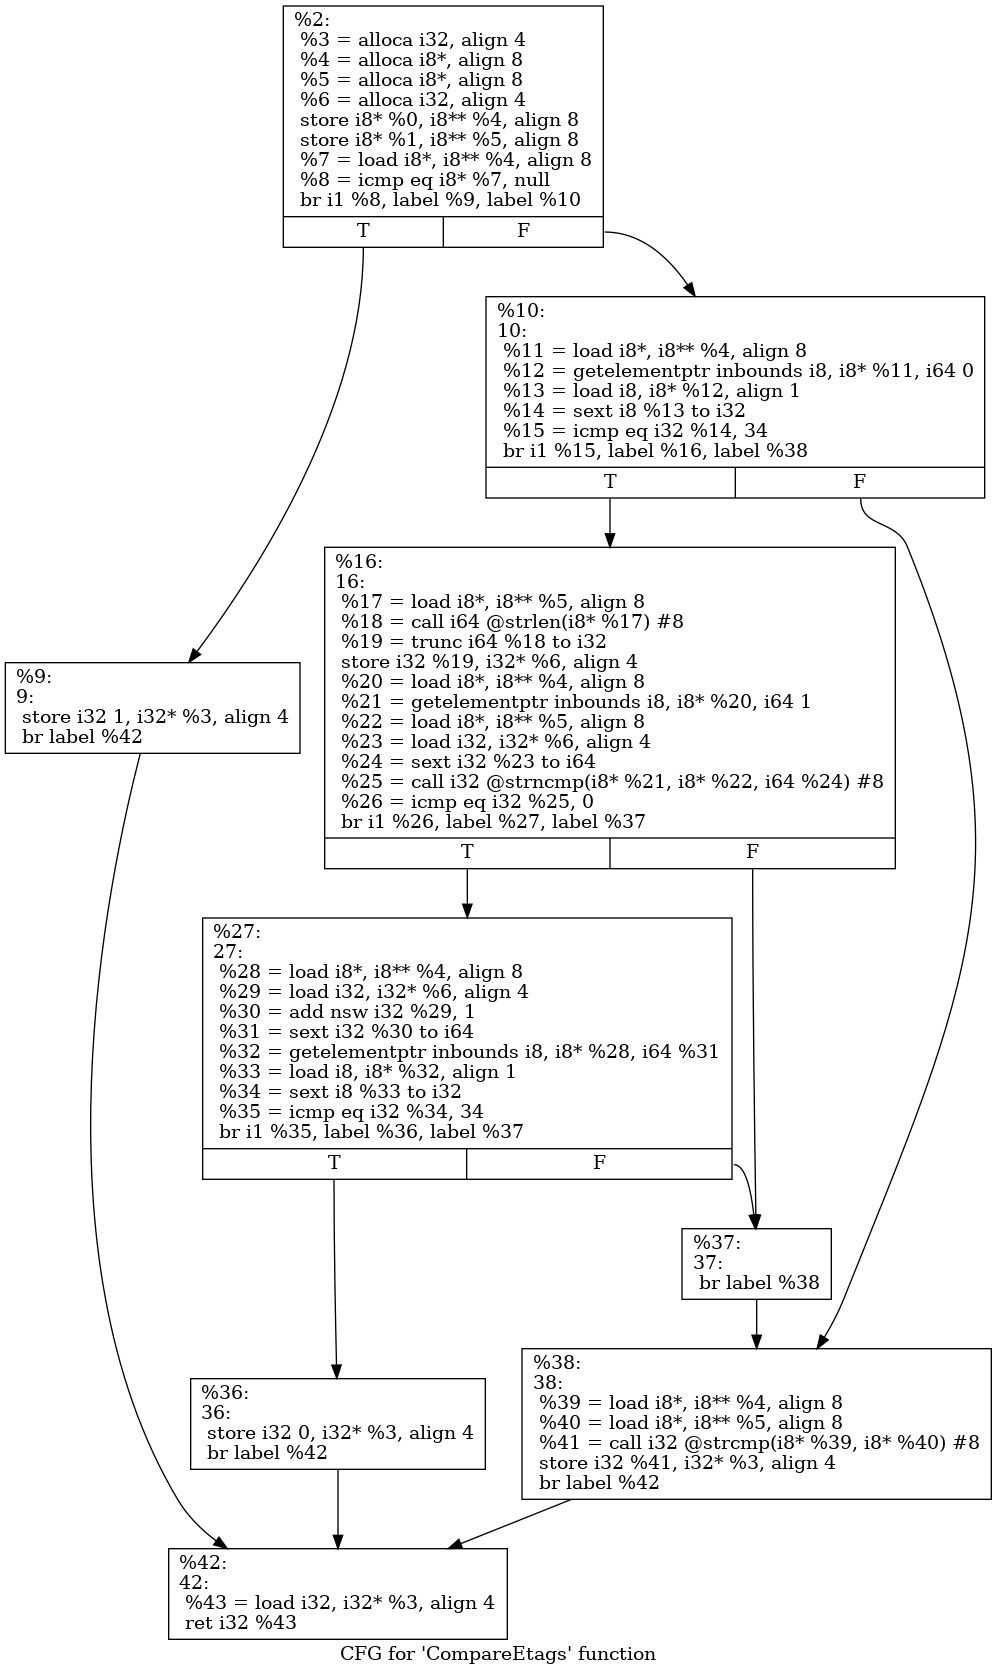 %2:
%3 = alloca i32, align 4
%4 = alloca i8*, align 8
%5 = alloca i8*, align 8
%6 = alloca i32, align 4
store i8* %0, i8** %4, align 8
store i8* %1, i8** %5, align 8
%7 = load i8*, i8** %4, align 8
%8 = icmp eq i8* %7, null
br i1 %8, label %9, label %10
T F
%10:
10:
%11 = load i8*, i8** %4, align 8
%12 = getelementptr inbounds i8, i8* %11, i64 0
%13 = load i8, i8* %12, align 1
%14 = sext i8 %13 to i32
%15 = icmp eq i32 %14, 34
br i1 %15, label %16, label %38
T F
%16:
16:
%17 = load i8*, i8** %5, align 8
%18 = call i64 @strlen(i8* %17) #8
%19 = trunc i64 %18 to i32
store i32 %19, i32* %6, align 4
%20 = load i8*, i8** %4, align 8
%21 = getelementptr inbounds i8, i8* %20, i64 1
%22 = load i8*, i8** %5, align 8
%23 = load i32, i32* %6, align 4
%24 = sext i32 %23 to i64
%25 = call i32 @strncmp(i8* %21, i8* %22, i64 %24) #8
%26 = icmp eq i32 %25, 0
br i1 %26, label %27, label %37
T F
%9:
9:
store i32 1, i32* %3, align 4
br label %42
%27:
27:
%28 = load i8*, i8** %4, align 8
%29 = load i32, i32* %6, align 4
%30 = add nsw i32 %29, 1
%31 = sext i32 %30 to i64
%32 = getelementptr inbounds i8, i8* %28, i64 %31
%33 = load i8, i8* %32, align 1
%34 = sext i8 %33 to i32
%35 = icmp eq i32 %34, 34
br i1 %35, label %36, label %37
T F
%37:
37:
br label %38
%36:
36:
store i32 0, i32* %3, align 4
br label %42
%38:
38:
%39 = load i8*, i8** %4, align 8
%40 = load i8*, i8** %5, align 8
%41 = call i32 @strcmp(i8* %39, i8* %40) #8
store i32 %41, i32* %3, align 4
br label %42
%42:
42:
%43 = load i32, i32* %3, align 4
ret i32 %43
CFG for 'CompareEtags' function